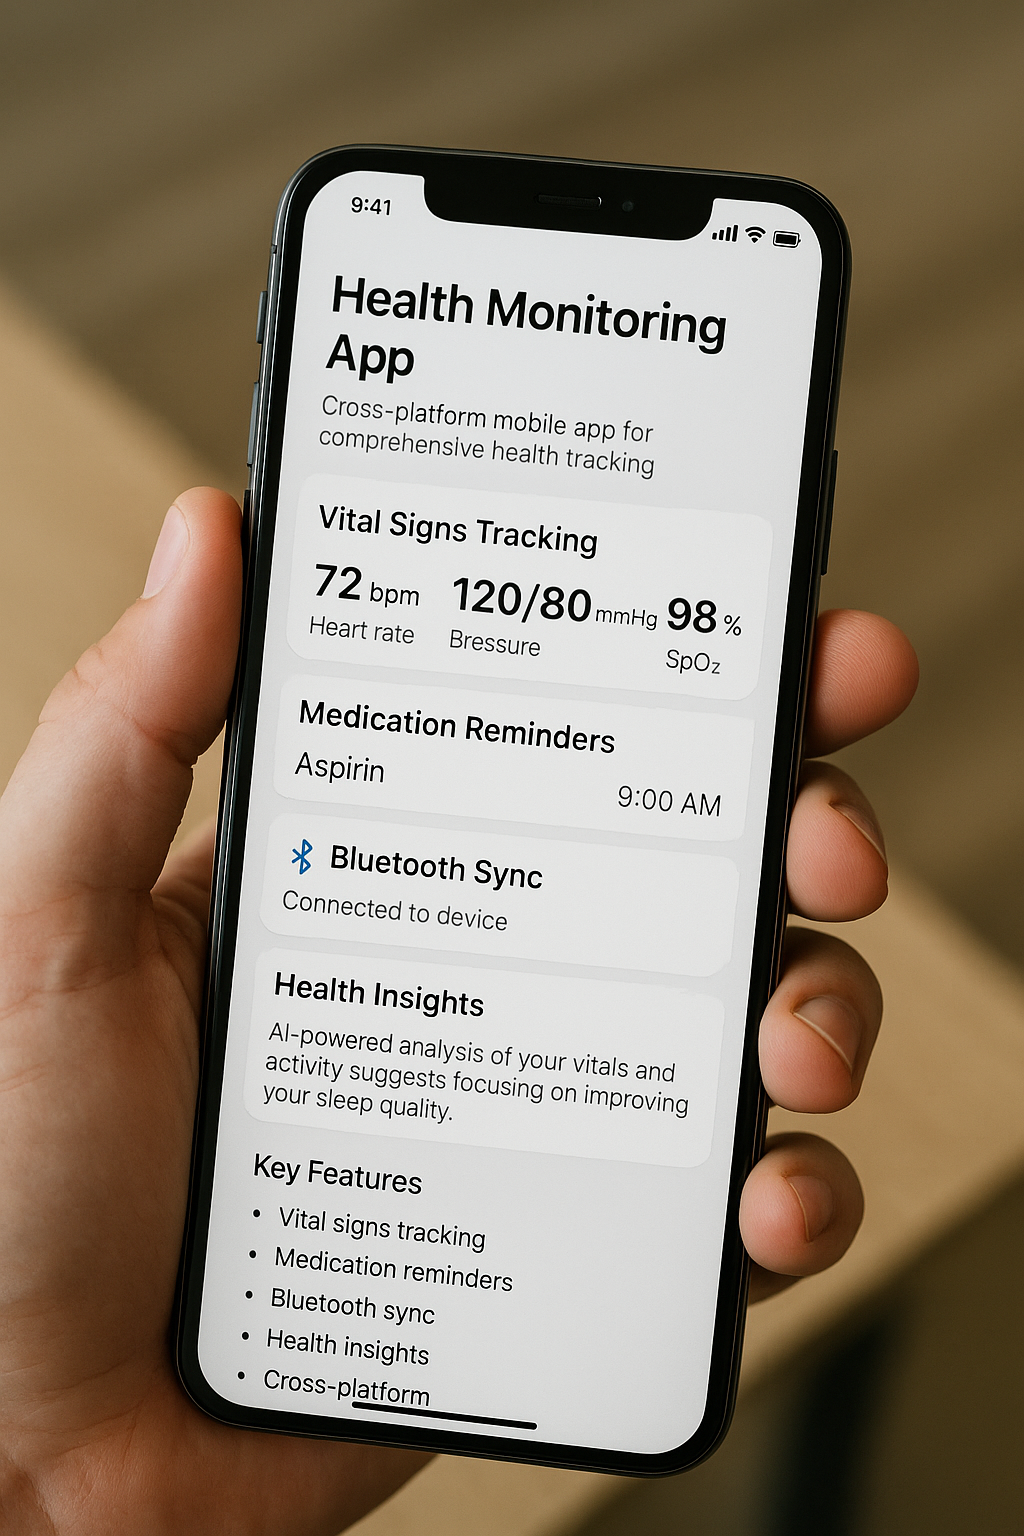 9:41
Health Monitoring
App
Cross-platform mobile app for
comprehensive health tracking
Vital Signs Tracking
72 bpm 120/80 mmHg 98 %
Heart rate Bressure SpOz
Medication Reminders
Aspirin
9:00 AM
Bluetooth Sync
Connected to device
Health Insights
AI-powered analysis of your vitals and
activity suggests focusing on improving
your sleep quality.
Key Features
• Vital signs tracking
• Medication reminders
• Bluetooth sync
• Health insights
• Cross-platform